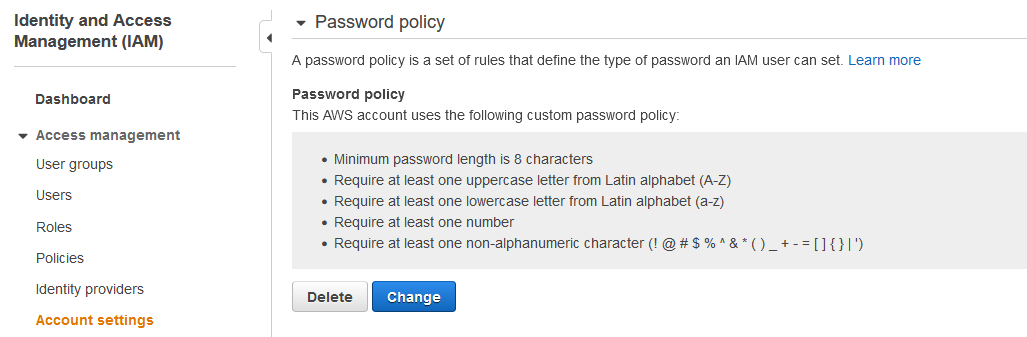 Identity and Access
Management (IAM)
Dashboard
Access management
User groups
Users
Roles
Policies
Identity providers
Account settings
Password policy
A password policy is a set of rules that define the type of password an IAM user can set. Learn more
Password policy
This AWS account uses the following custom password policy:
• Minimum password length is 8 characters
• Require at least one uppercase letter from Latin alphabet (A-Z)
• Require at least one lowercase letter from Latin alphabet (a-z)
• Require at least one number
• Require at least one non-alphanumeric character (! @ # $ % ^ & * ( ) _ + - = [ ] { } | ')
Delete
Change